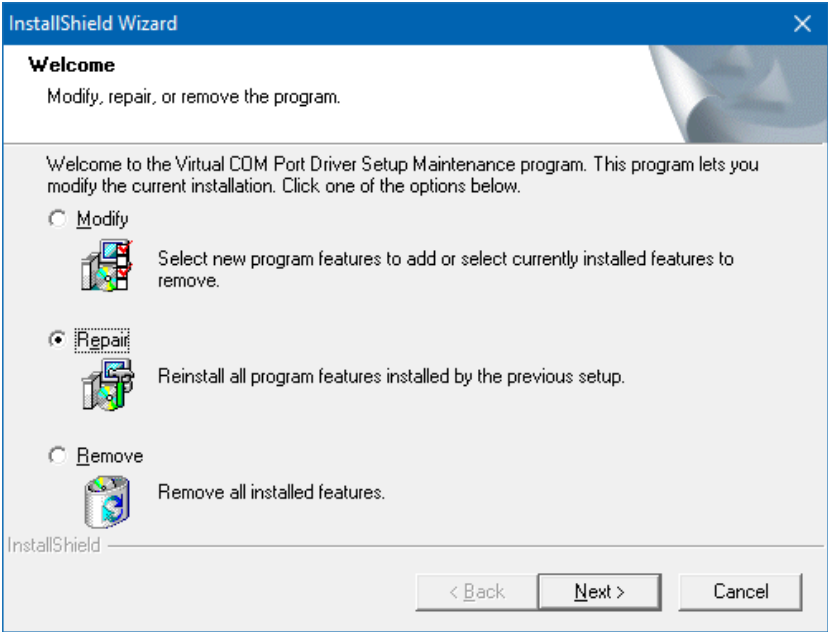 InstallShield Wizard
Welcome
Modify, repair, or remove the program.
Welcome to the Virtual COM Port Driver Setup Maintenance program. This program lets you
modify the current installation. Click one of the options below.
Modify
Select new program features to add or select currently installed features to
remove.
Repair
Reinstall all program features installed by the previous setup.
Remove
Remove all installed features.
InstallShield
< Back Next > Cancel